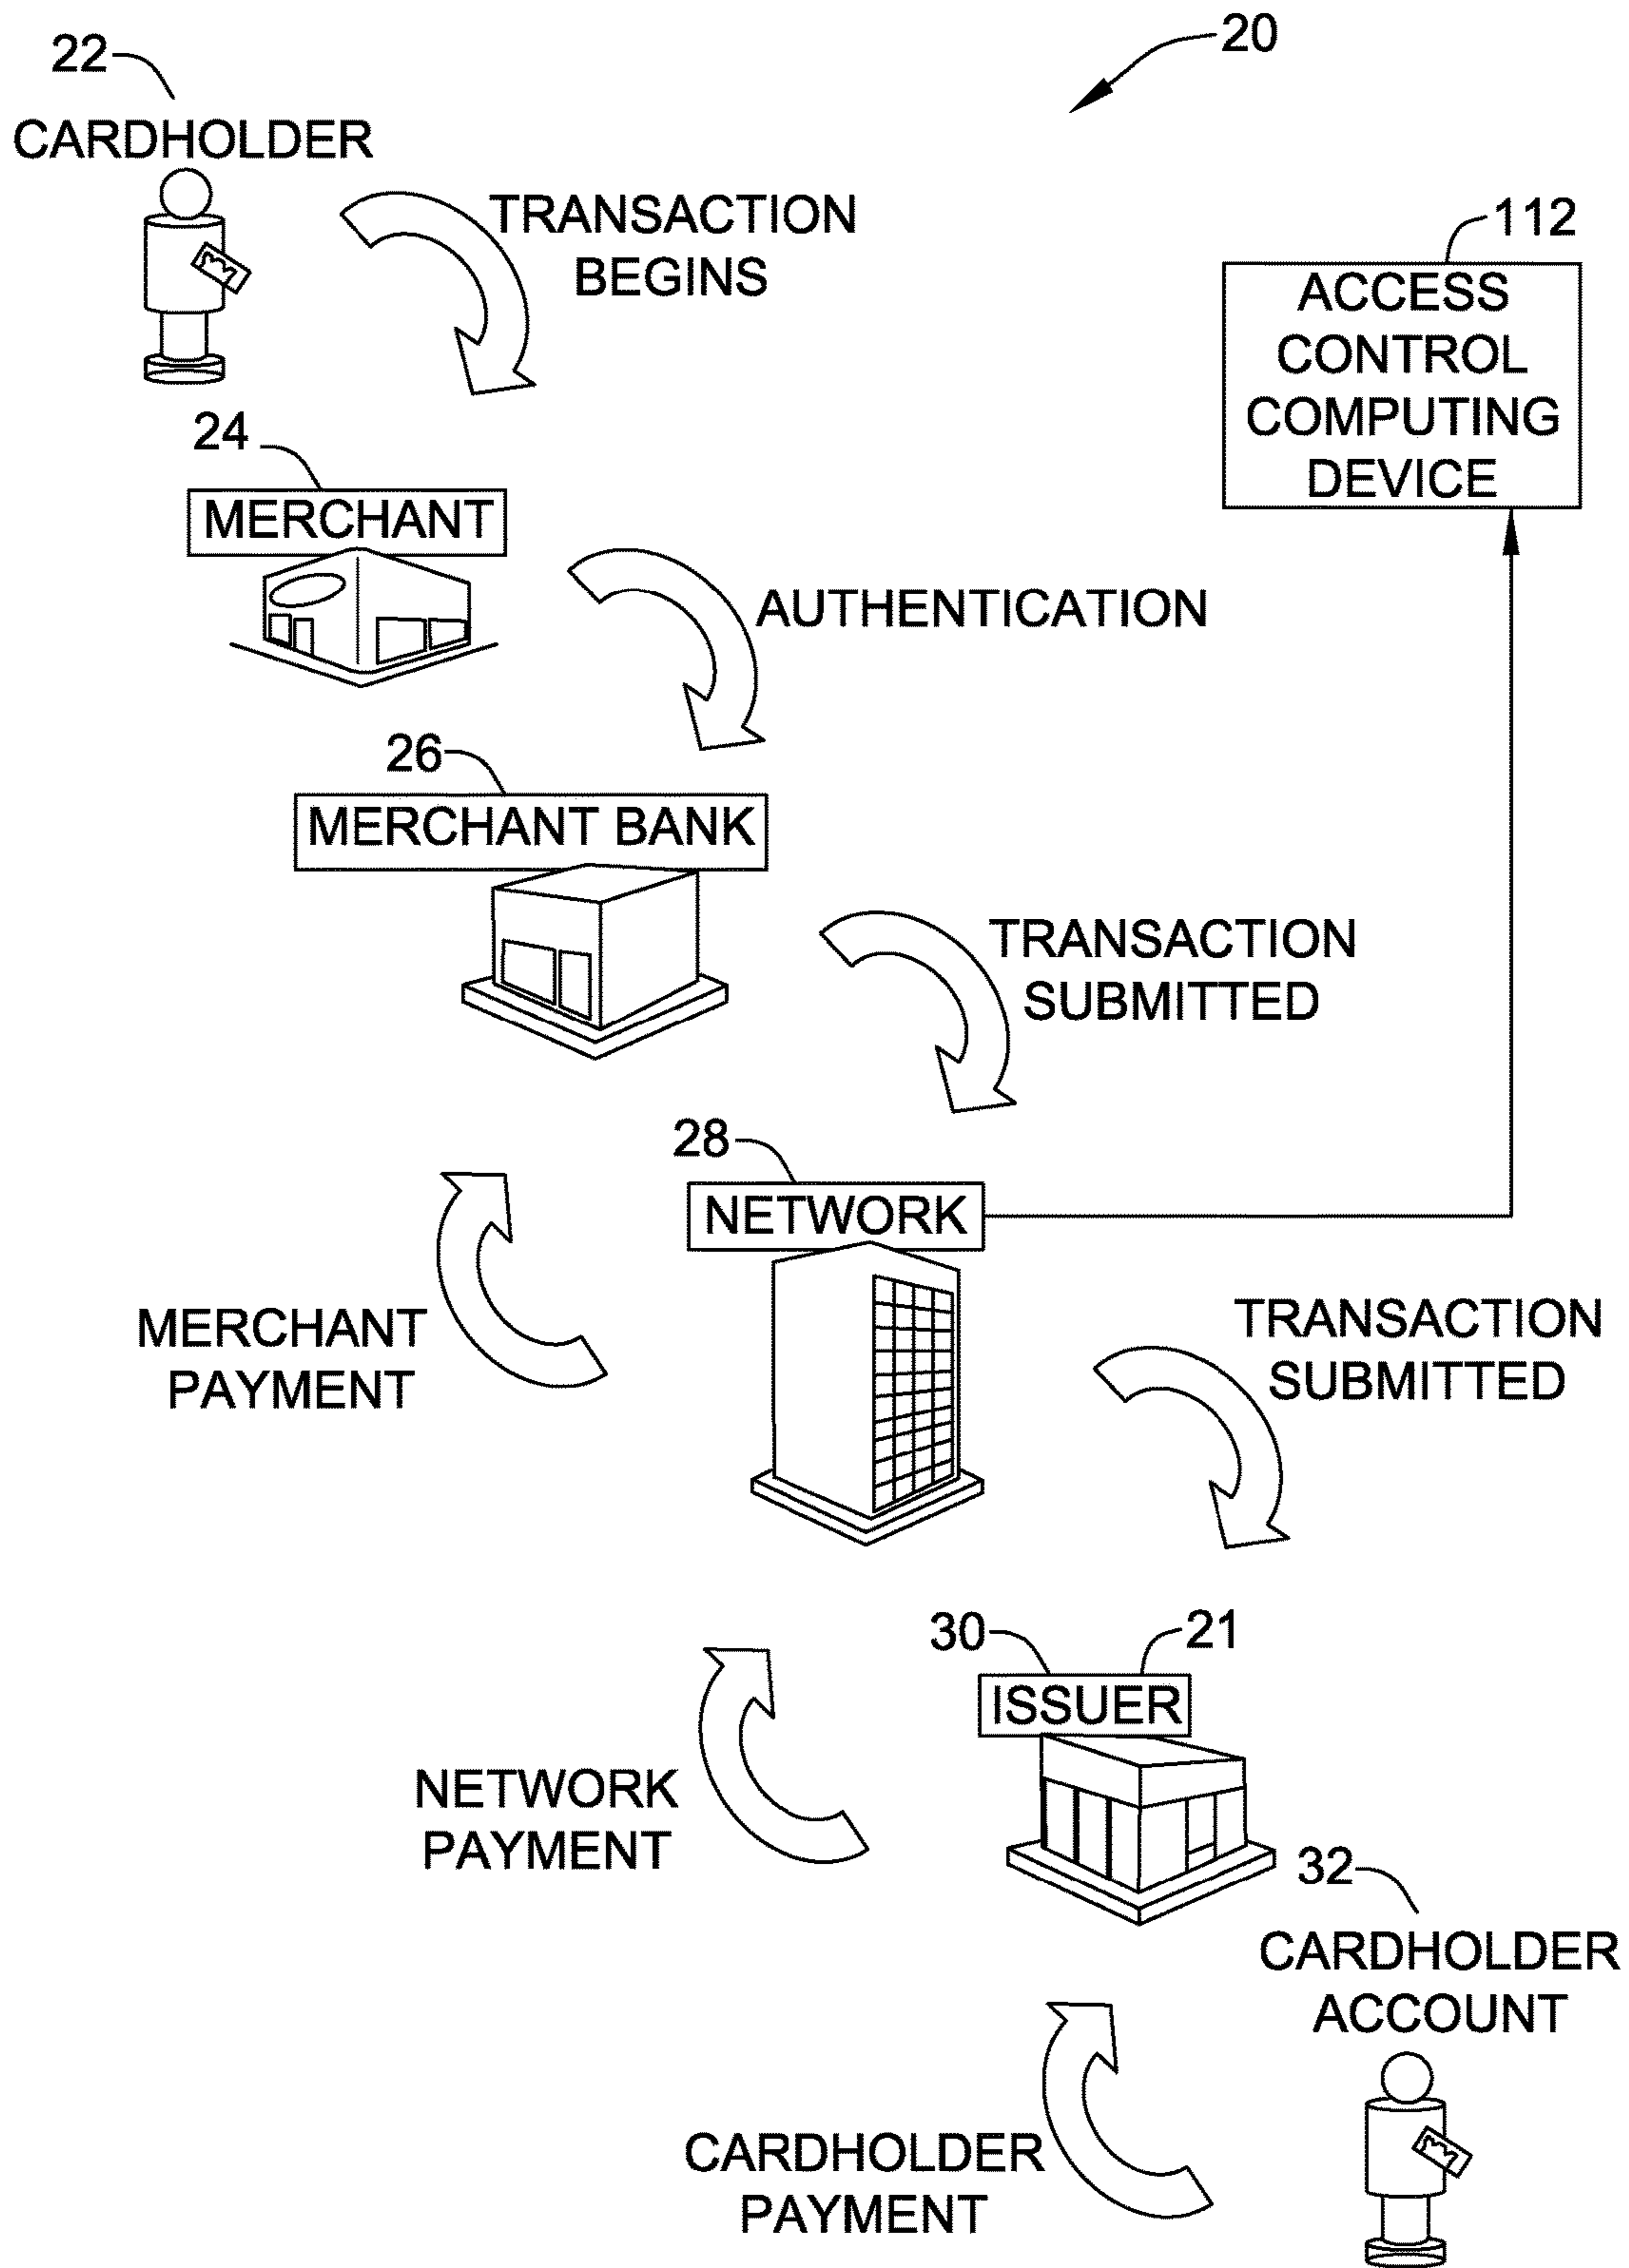 20
22
CARDHOLDER
TRANSACTION
BEGINS
112
ACCESS
CONTROL
COMPUTING
DEVICE
24
MERCHANT
AUTHENTICATION
26
MERCHANT BANK
TRANSACTION
SUBMITTED
28
NETWORK
MERCHANT
PAYMENT
TRANSACTION
SUBMITTED
30
21
ISSUER
NETWORK
PAYMENT
32
CARDHOLDER
ACCOUNT
CARDHOLDER
PAYMENT